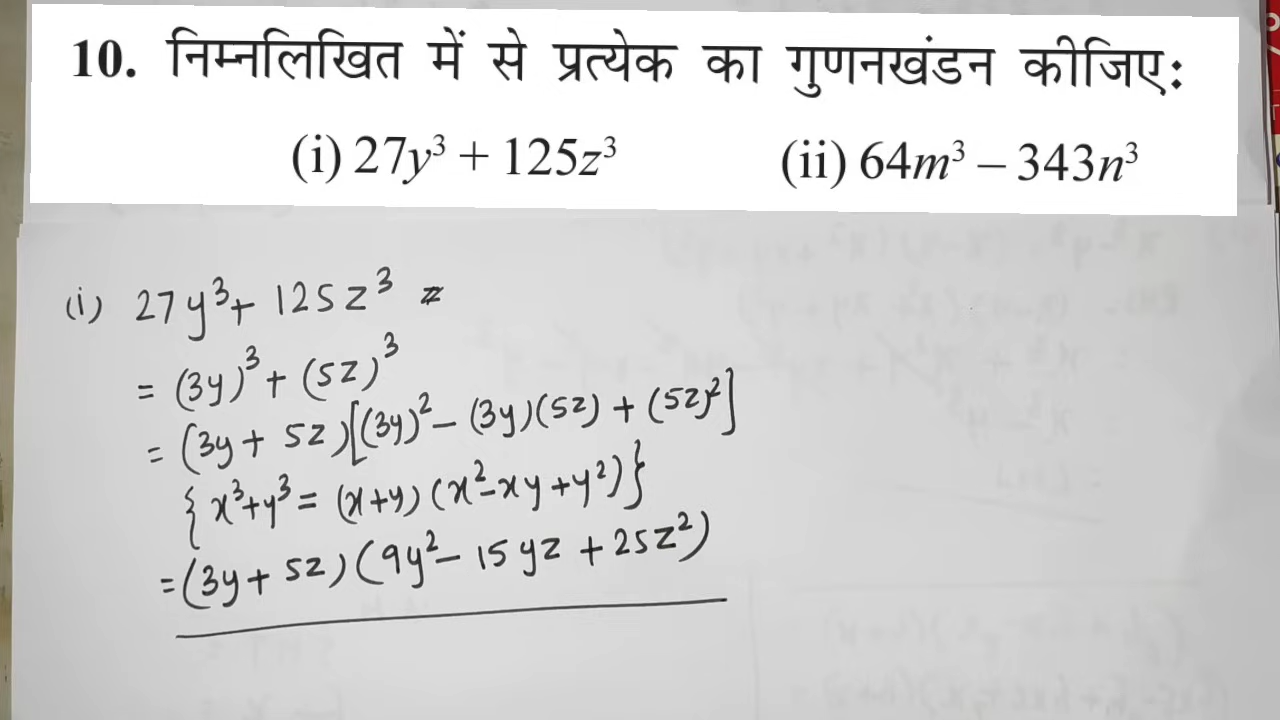 10. निम्नलिखित में से प्रत्येक का गुणनखंडन कीजिए:
(i) 27y³ + 125z³ (ii) 64m³ – 343n³
(i) 27y³ + 125z³
= (3y)³ + (5z)³
= (3y + 5z)[(3y)² – (3y)(5z) + (5z)²]
{x³+y³ = (x+y) (x²-xy+y²)}
= (3y + 5z) (9y² – 15yz + 25z²)